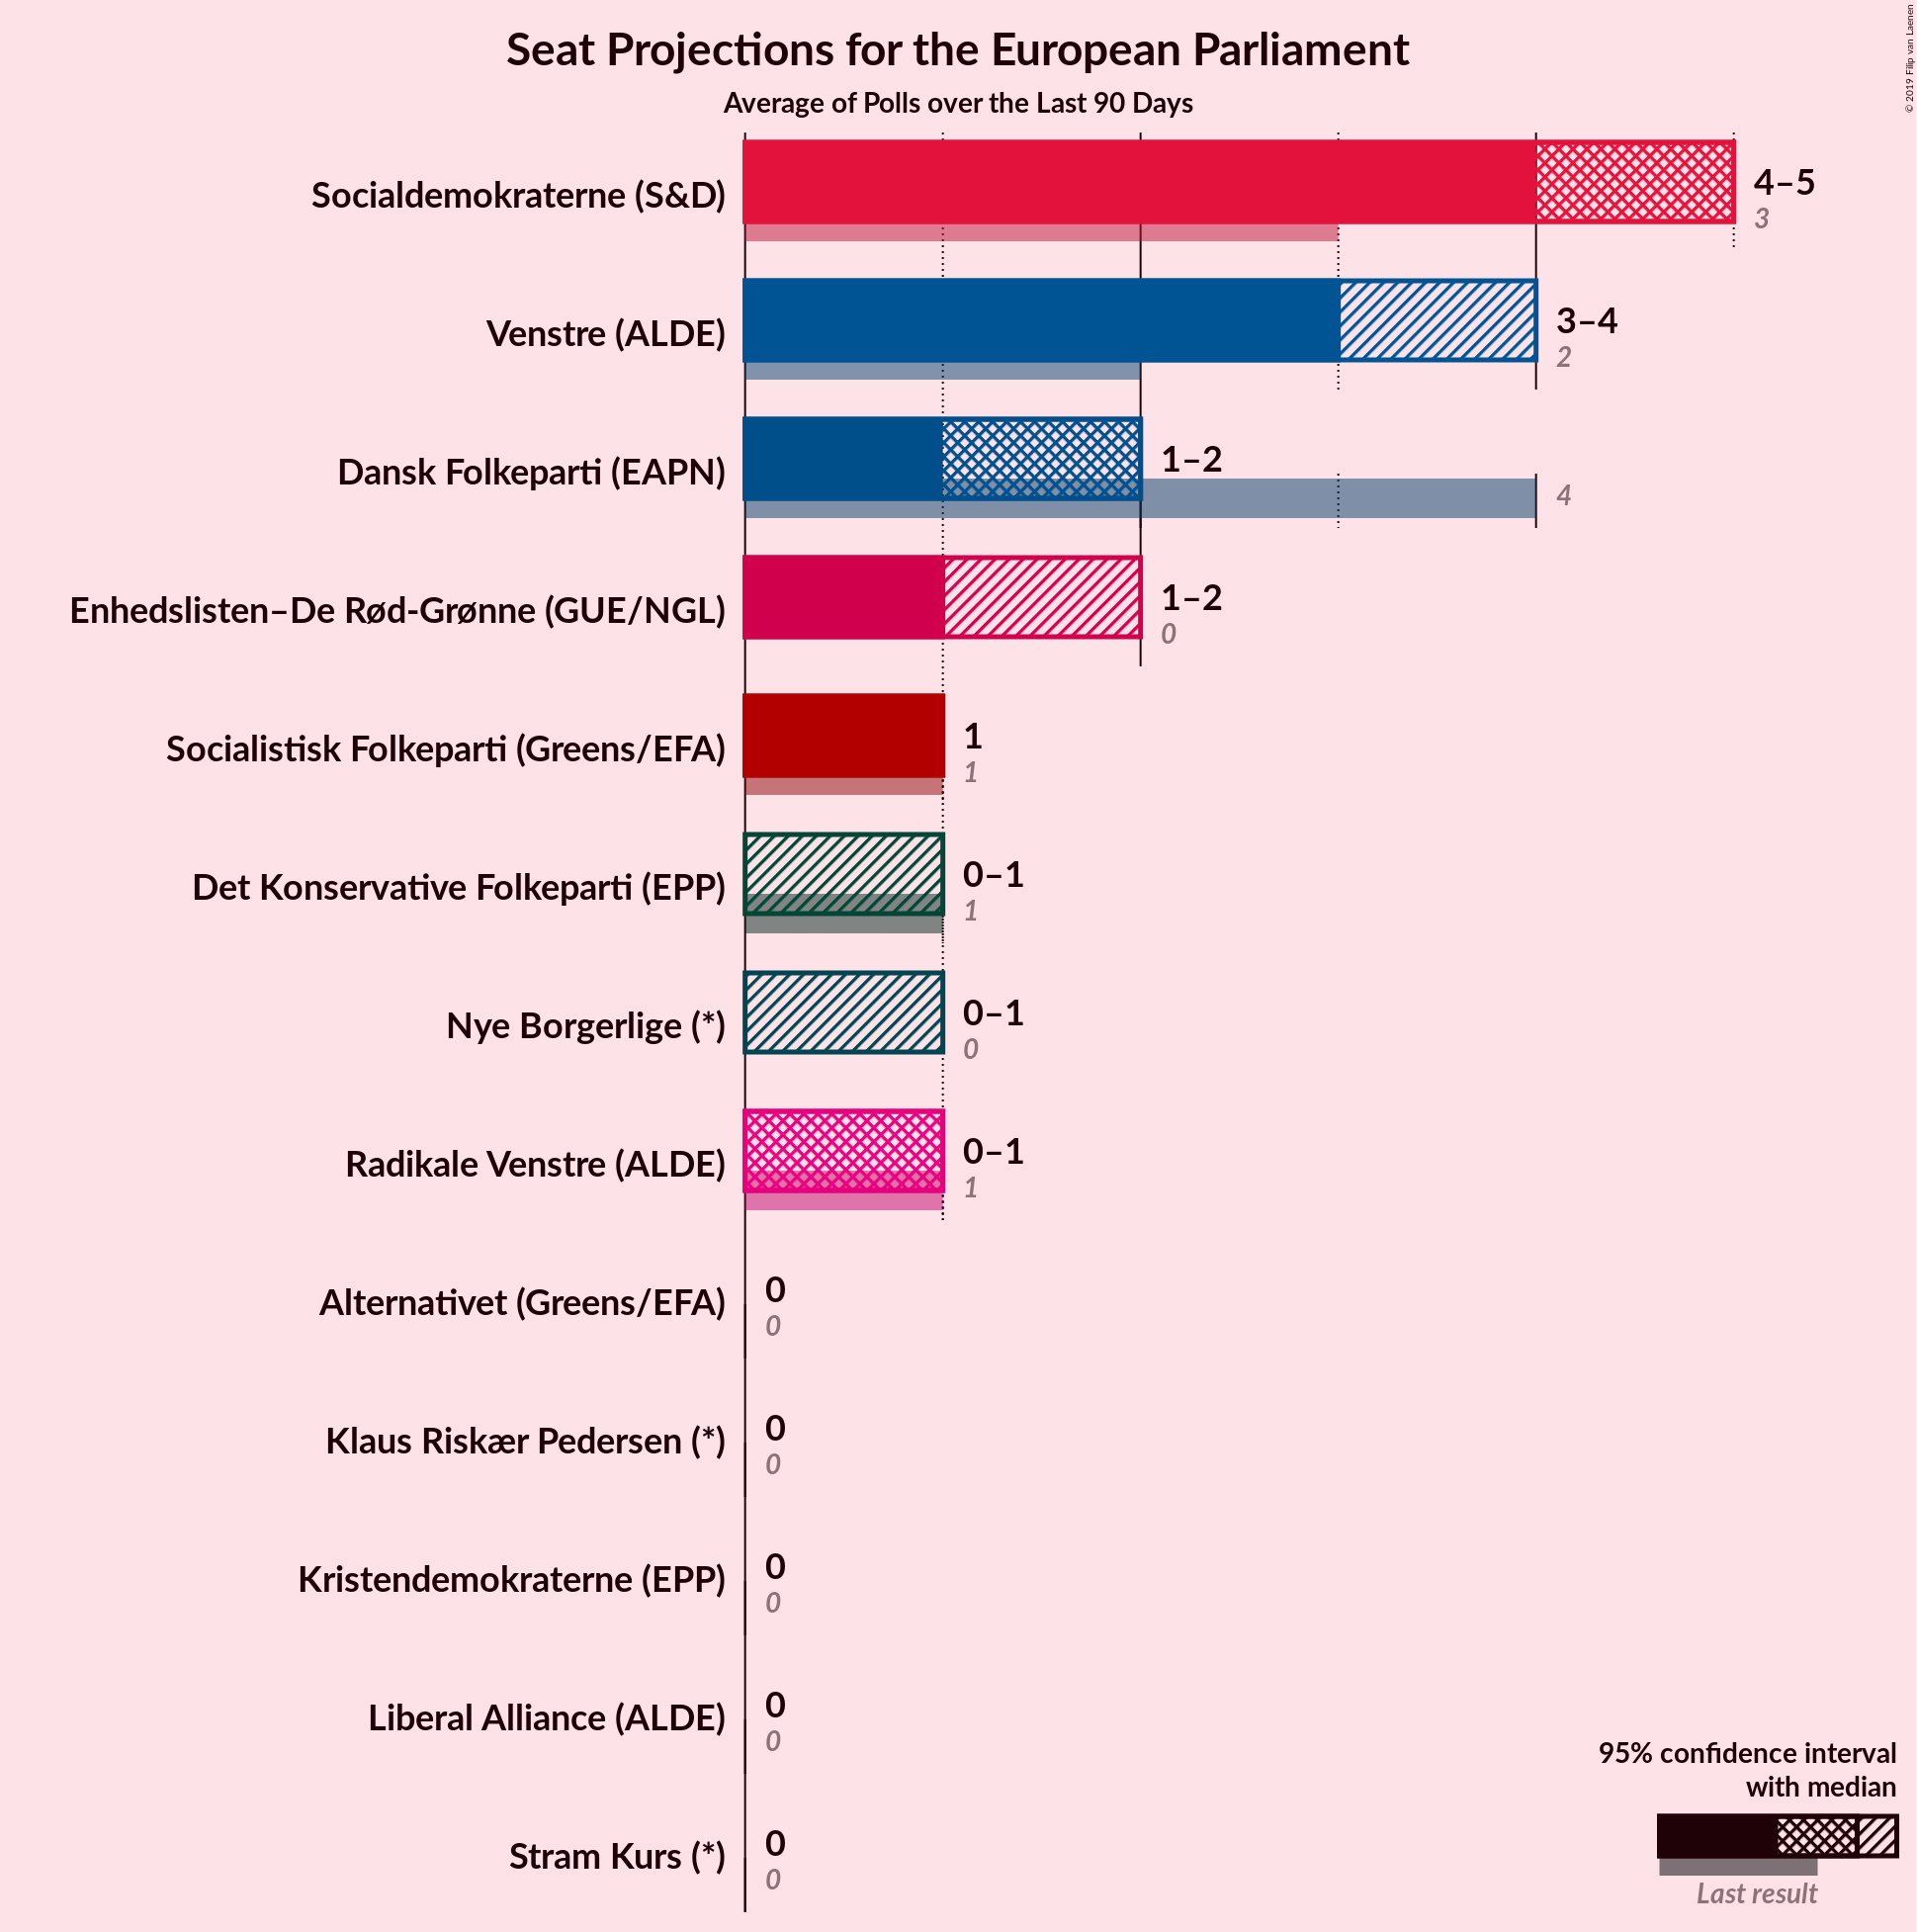 Seat Projections for the European Parliament
Average of Polls over the Last 90 Days
© 2019 Filip van Laenen
Socialdemokraterne (S&D)
4–5
3
Venstre (ALDE)
3–4
2
Dansk Folkeparti (EAPN)
1–2
4
Enhedslisten–De Rød-Grønne (GUE/NGL)
1–2
0
Socialistisk Folkeparti (Greens/EFA)
1
1
Det Konservative Folkeparti (EPP)
0–1
1
Nye Borgerlige (*)
0–1
0
Radikale Venstre (ALDE)
0–1
1
Alternativet (Greens/EFA)
0
0
Klaus Riskær Pedersen (*)
0
0
Kristendemokraterne (EPP)
0
0
Liberal Alliance (ALDE)
0
0
Stram Kurs (*)
0
0
95% confidence interval
with median
Last result